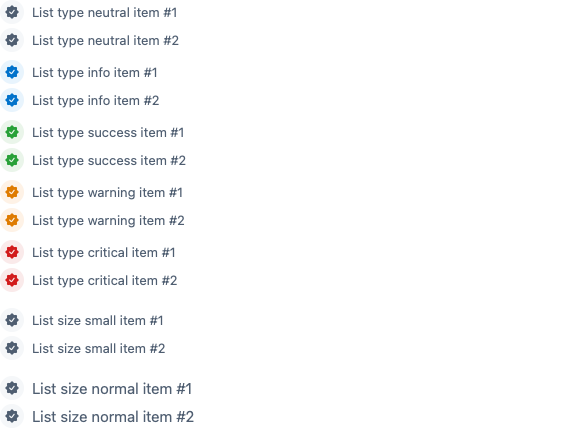 List type neutral item #1
List type neutral item #2
List type info item #1
List type info item #2
List type success item #1
List type success item #2
List type warning item #1
List type warning item #2
List type critical item #1
List type critical item #2
List size small item #1
List size small item #2
List size normal item #1
List size normal item #2